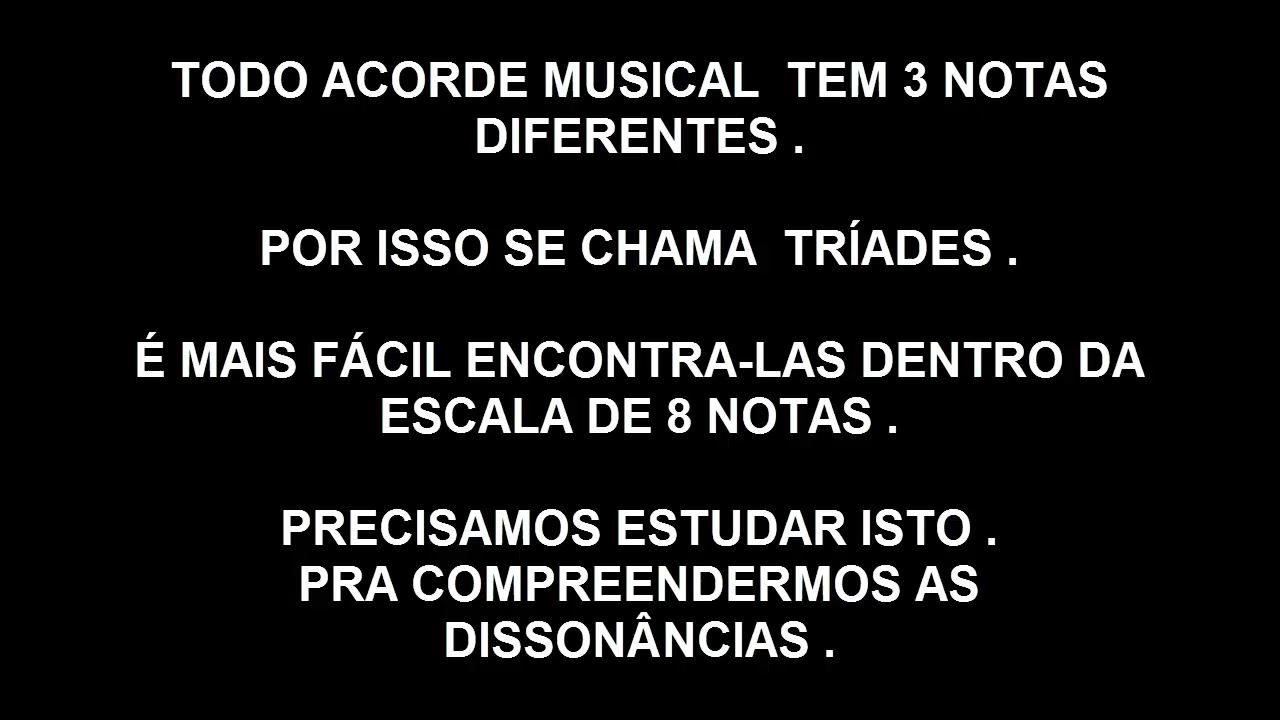 TODO ACORDE MUSICAL  TEM 3 NOTAS
DIFERENTES .
POR ISSO SE CHAMA  TRÍADES .
É MAIS FÁCIL ENCONTRA-LAS DENTRO DA
ESCALA DE 8 NOTAS .
PRECISAMOS ESTUDAR ISTO .
PRA COMPREENDERMOS AS
DISSONÂNCIAS .